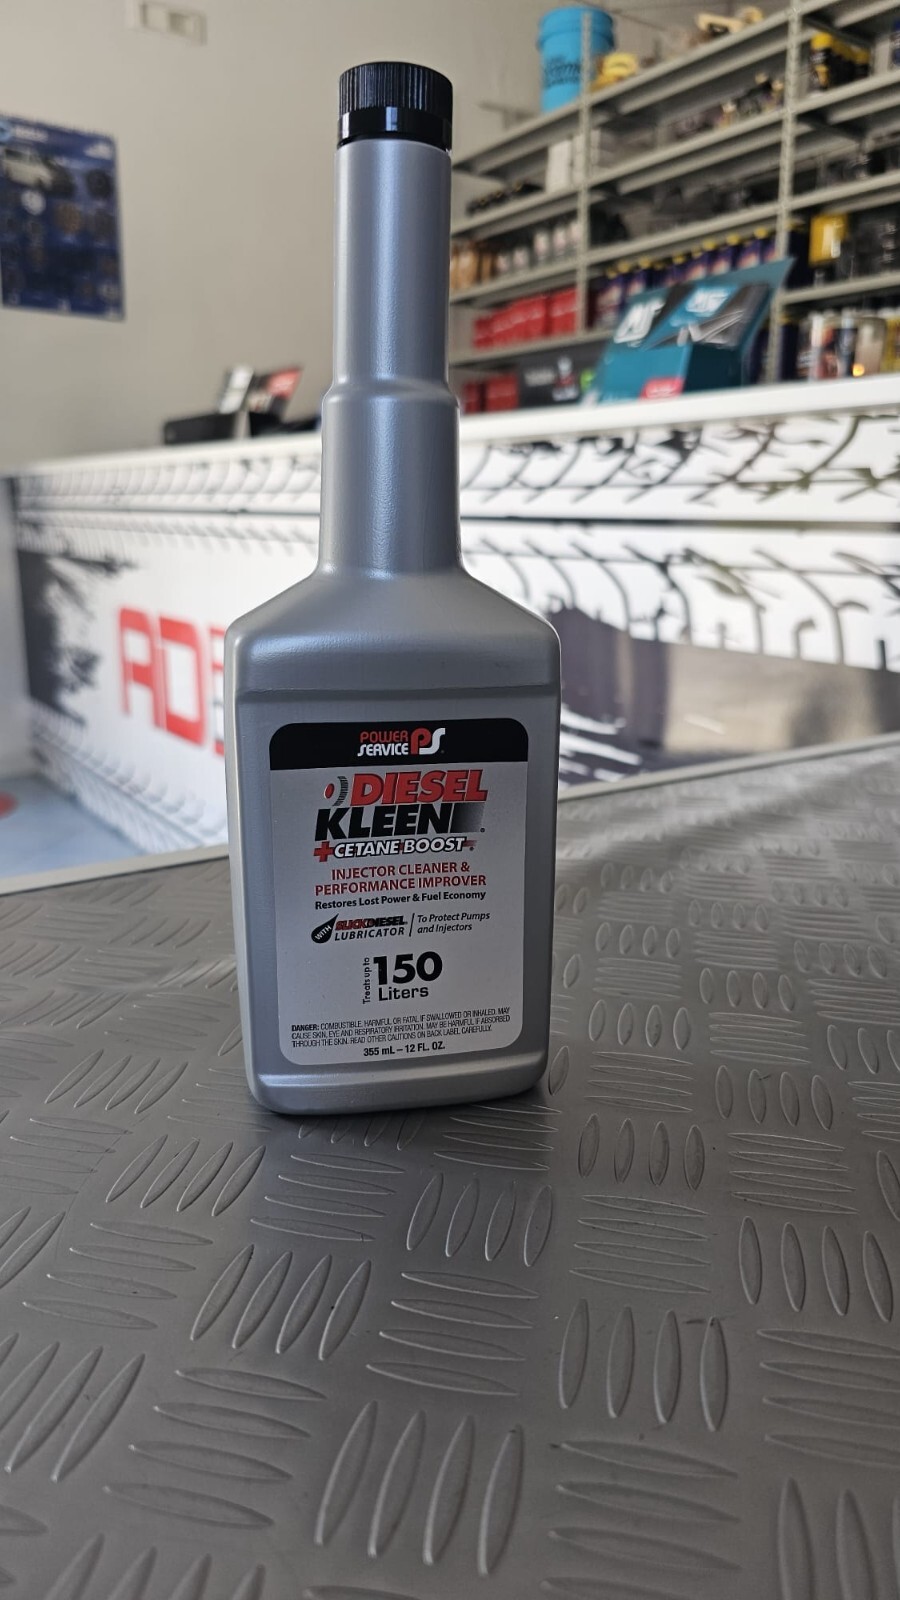 POWER
SERVICE PS
DIESEL
KLEEN
+CETANE BOOST
INJECTOR CLEANER &
PERFORMANCE IMPROVER
Restores Lost Power & Fuel Economy
WITH SLICKDIESEL
LUBRICATOR
To Protect Pumps
and Injectors
Treats up to
150
Liters
DANGER: COMBUSTIBLE. HARMFUL OR FATAL IF SWALLOWED OR INHALED. MAY
CAUSE SKIN, EYE AND RESPIRATORY IRRITATION. MAY BE HARMFUL IF ABSORBED
THROUGH THE SKIN. READ OTHER CAUTIONS ON BACK LABEL CAREFULLY.
355 mL – 12 FL. OZ.
AD